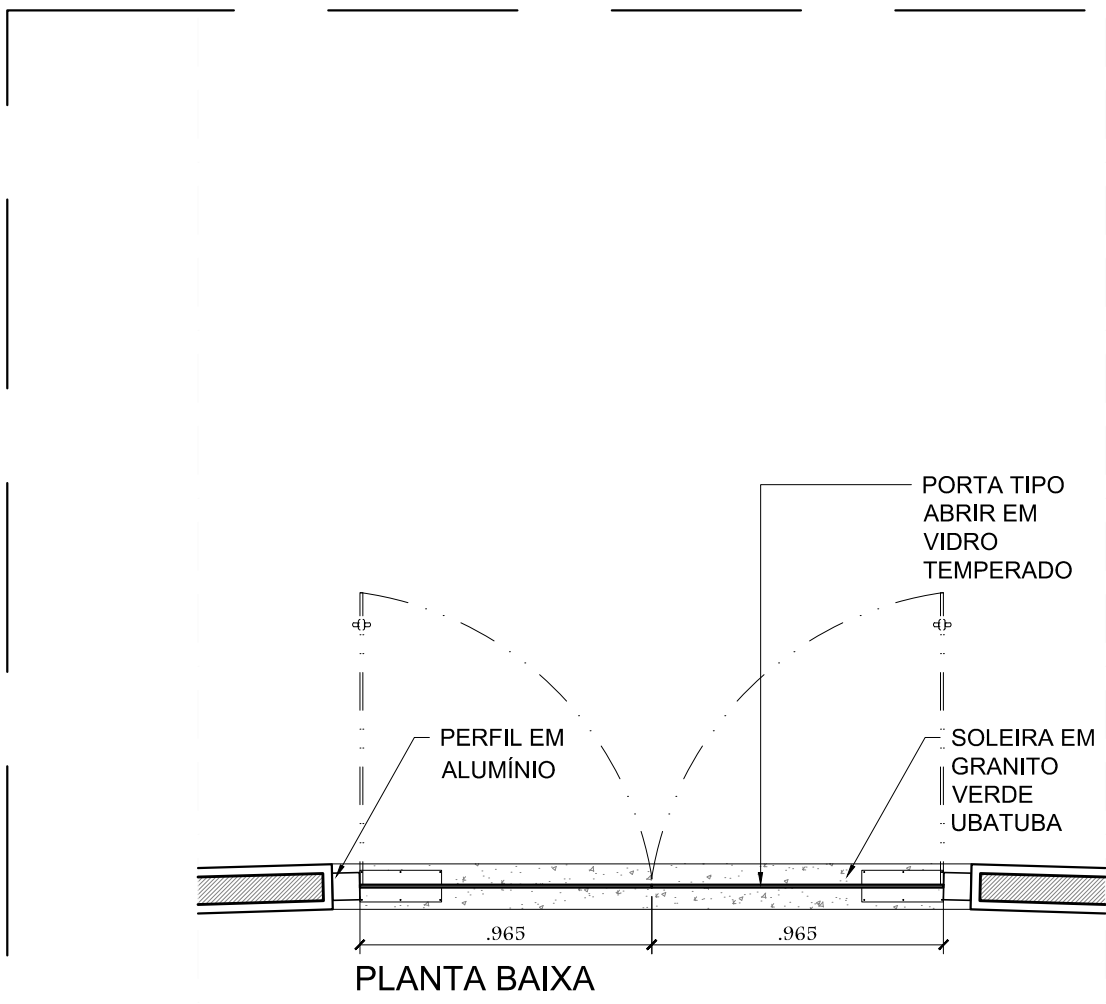 PORTA TIPO
ABRIR EM
VIDRO
TEMPERADO
PERFIL EM
ALUMÍNIO
SOLEIRA EM
GRANITO
VERDE
UBATUBA
.965
.965
PLANTA BAIXA